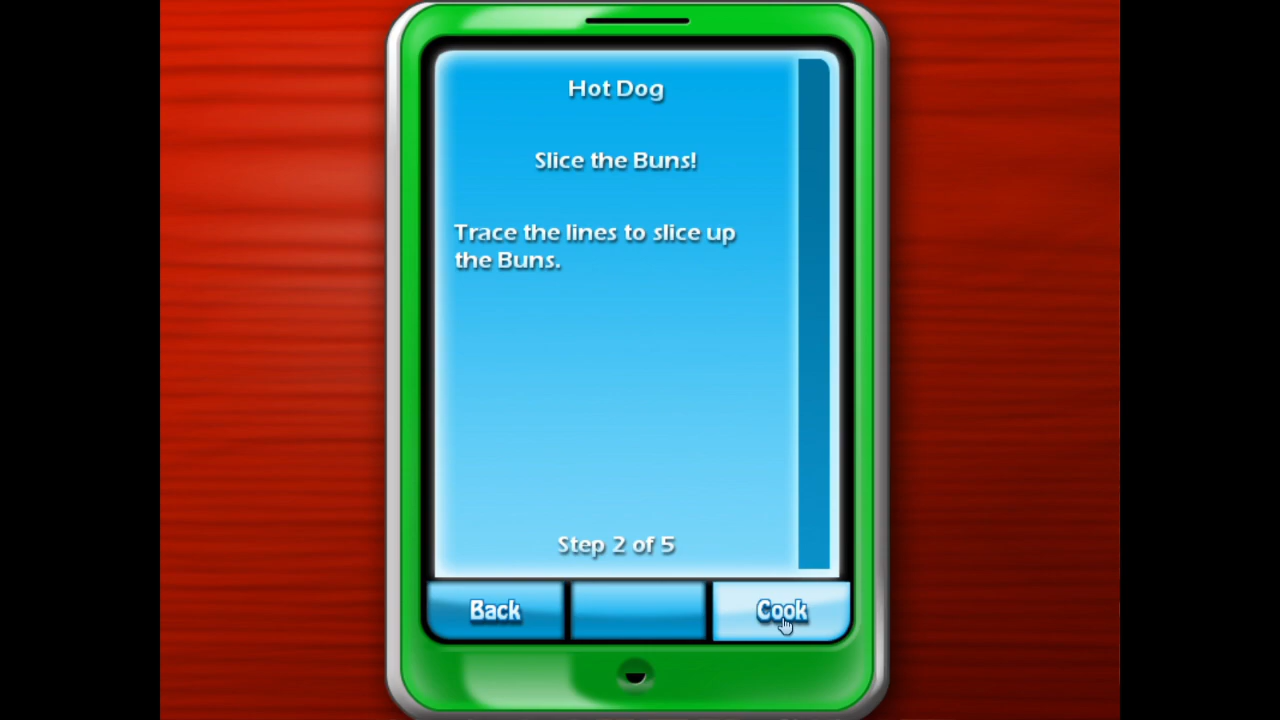 Hot Dog
Slice the Buns!
Trace the lines to slice up
the Buns.
Step 2 of 5
Back
Cook